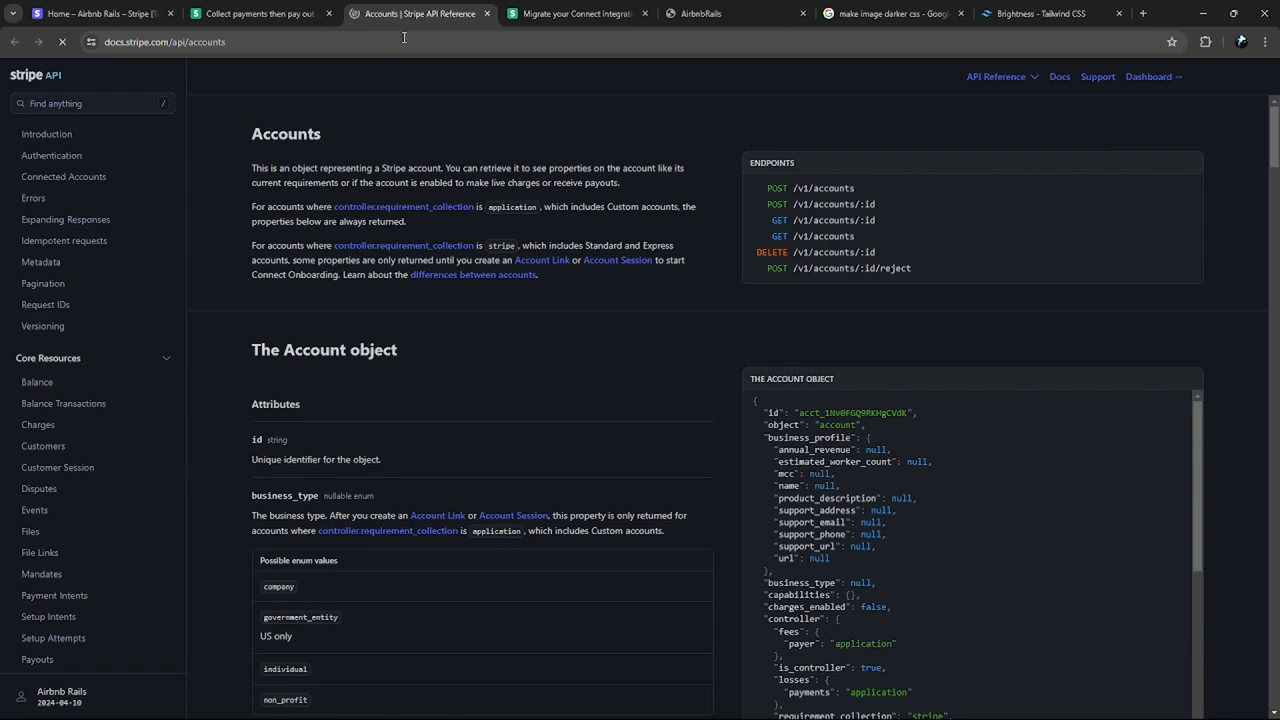 Home – Airbnb Rails – Stripe [T
Collect payments then pay out
Accounts | Stripe API Reference
Migrate your Connect integrati
AirbnbRails
make image darker css - Googl
Brightness - Tailwind CSS
docs.stripe.com/api/accounts
stripe API
Find anything /
API Reference
Docs
Support
Dashboard →
Introduction
Authentication
Connected Accounts
Errors
Expanding Responses
Idempotent requests
Metadata
Pagination
Request IDs
Versioning
Core Resources
Balance
Balance Transactions
Charges
Customers
Customer Session
Disputes
Events
Files
File Links
Mandates
Payment Intents
Setup Intents
Setup Attempts
Payouts
Airbnb Rails
2024-04-10
Accounts
This is an object representing a Stripe account. You can retrieve it to see properties on the account like its
current requirements or if the account is enabled to make live charges or receive payouts.
For accounts where controller.requirement_collection is application, which includes Custom accounts, the
properties below are always returned.
For accounts where controller.requirement_collection is stripe, which includes Standard and Express
accounts, some properties are only returned until you create an Account Link or Account Session to start
Connect Onboarding. Learn about the differences between accounts.
ENDPOINTS
POST /v1/accounts
POST /v1/accounts/:id
GET /v1/accounts/:id
GET /v1/accounts
DELETE /v1/accounts/:id
POST /v1/accounts/:id/reject
The Account object
Attributes
id string
Unique identifier for the object.
business_type nullable enum
The business type. After you create an Account Link or Account Session, this property is only returned for
accounts where controller.requirement_collection is application, which includes Custom accounts.
Possible enum values
company
government_entity
US only
individual
non_profit
THE ACCOUNT OBJECT
{
"id": "acct_1Nv0FGQ9RKHgCVdK",
"object": "account",
"business_profile": {
"annual_revenue": null,
"estimated_worker_count": null,
"mcc": null,
"name": null,
"product_description": null,
"support_address": null,
"support_email": null,
"support_phone": null,
"support_url": null,
"url": null
},
"business_type": null,
"capabilities": {},
"charges_enabled": false,
"controller": {
"fees": {
"payer": "application"
},
"is_controller": true,
"losses": {
"payments": "application"
},
"requirement_collection": "stripe",